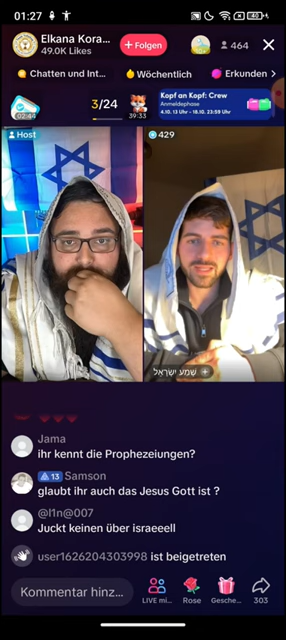 01:27
40
Elkana Kora...
49.0K Likes
+ Folgen
464
Chatten und Int...
Wöchentlich
Erkunden >
02:44
3/24
39:33
Kopf an Kopf: Crew
Anmeldephase
4.10. 13 Uhr - 18.10. 23:59 Uhr
Host
429
שְׁמַע יִשְׂרָאֵל +
Jama
ihr kennt die Prophezeiungen?
13 Samson
glaubt ihr auch das Jesus Gott ist ?
@l1n@007
Juckt keinen über israeeell
user1626204303998 ist beigetreten
Kommentar hinz...
LIVE mi...
Rose
Gesche...
303